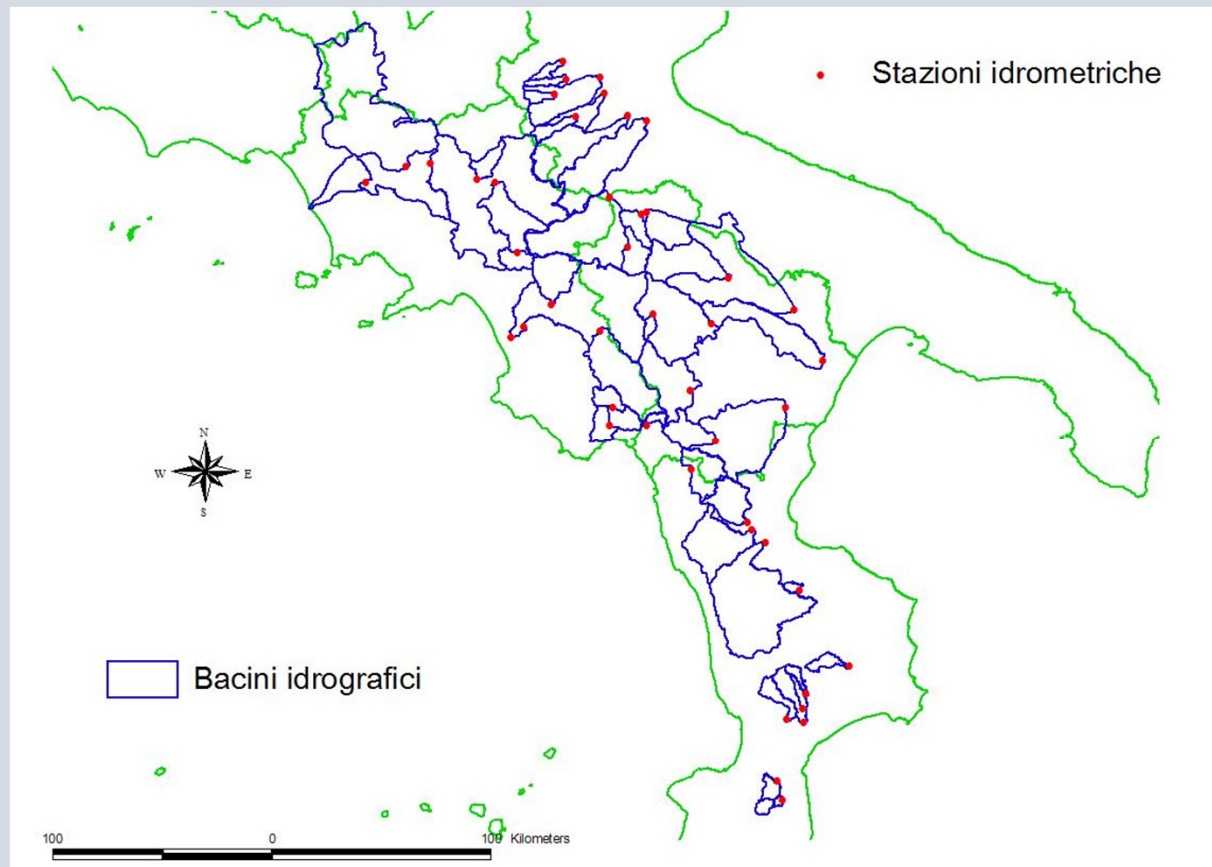 Stazioni idrometriche
N
W E
S
Bacini idrografici
100 0 100 Kilometers